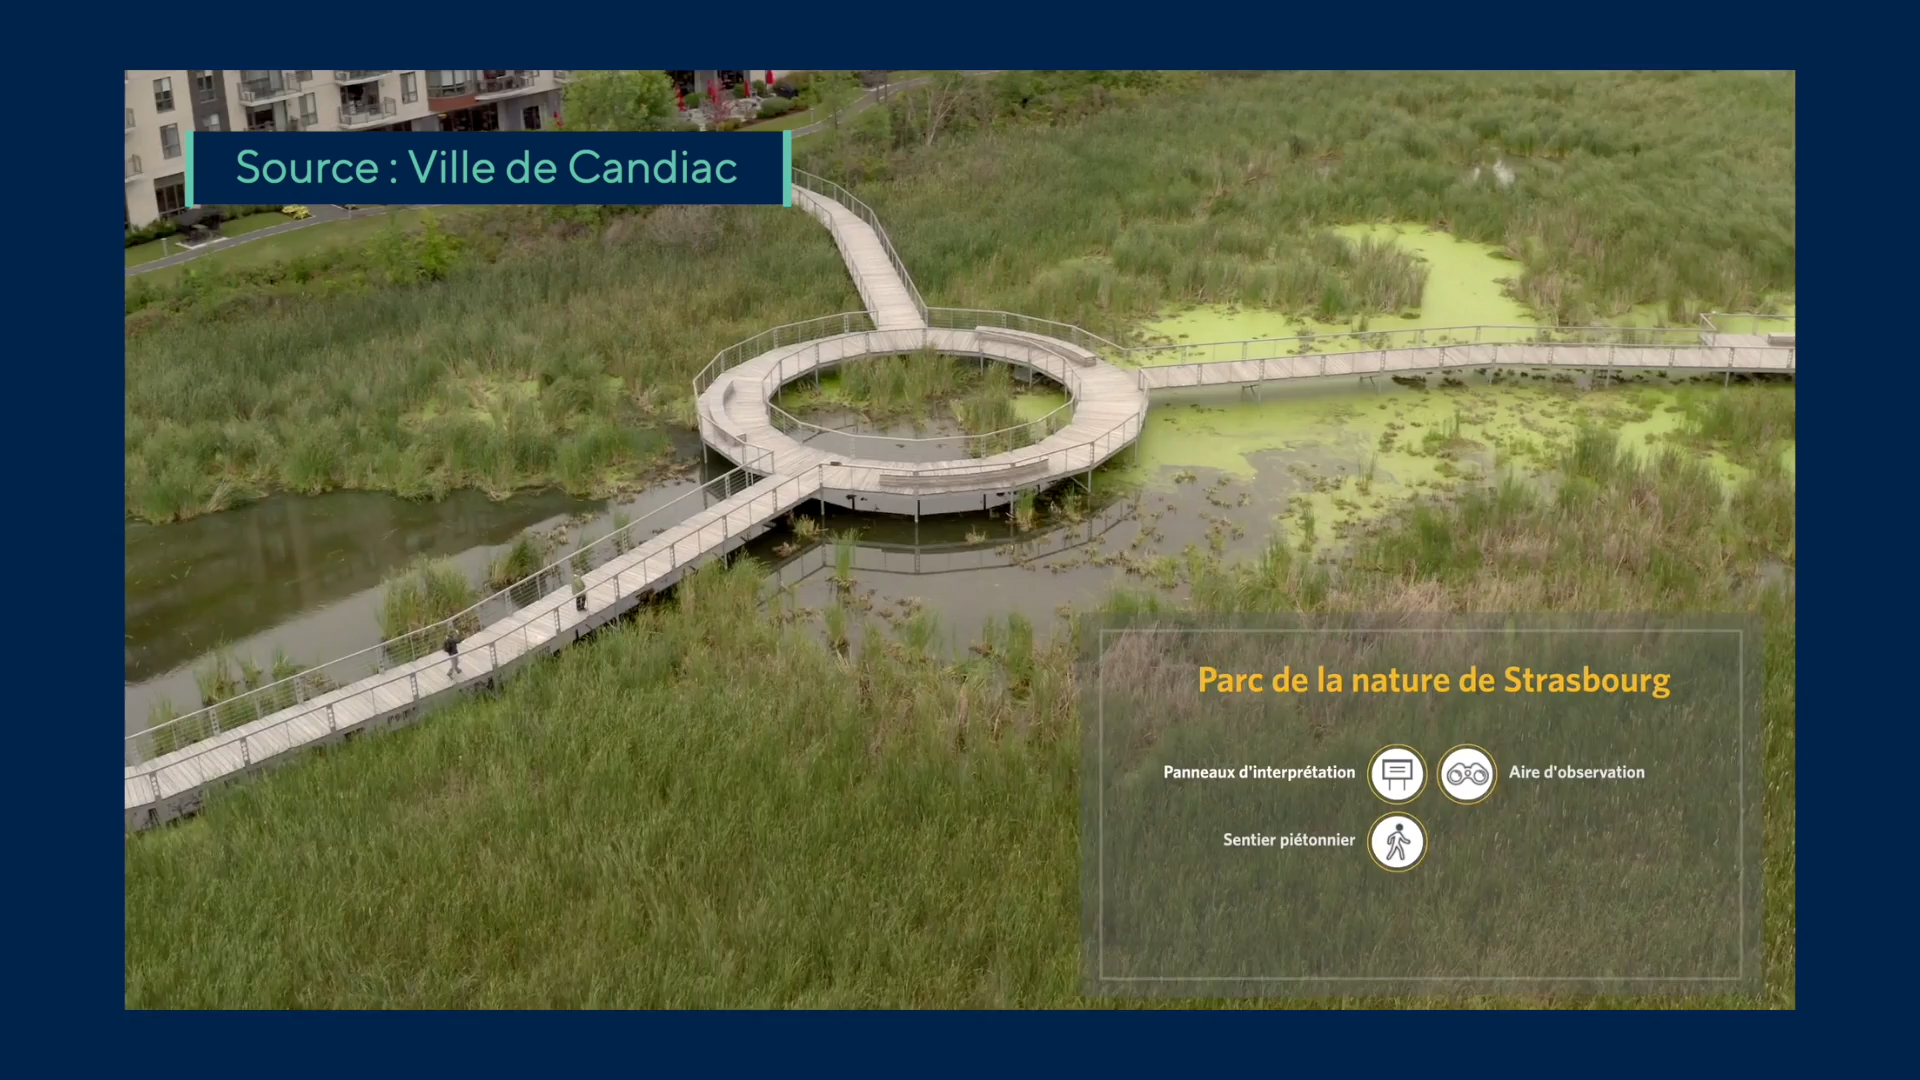 Source : Ville de Candiac
Parc de la nature de Strasbourg
Panneaux d'interprétation
Aire d'observation
Sentier piétonnier